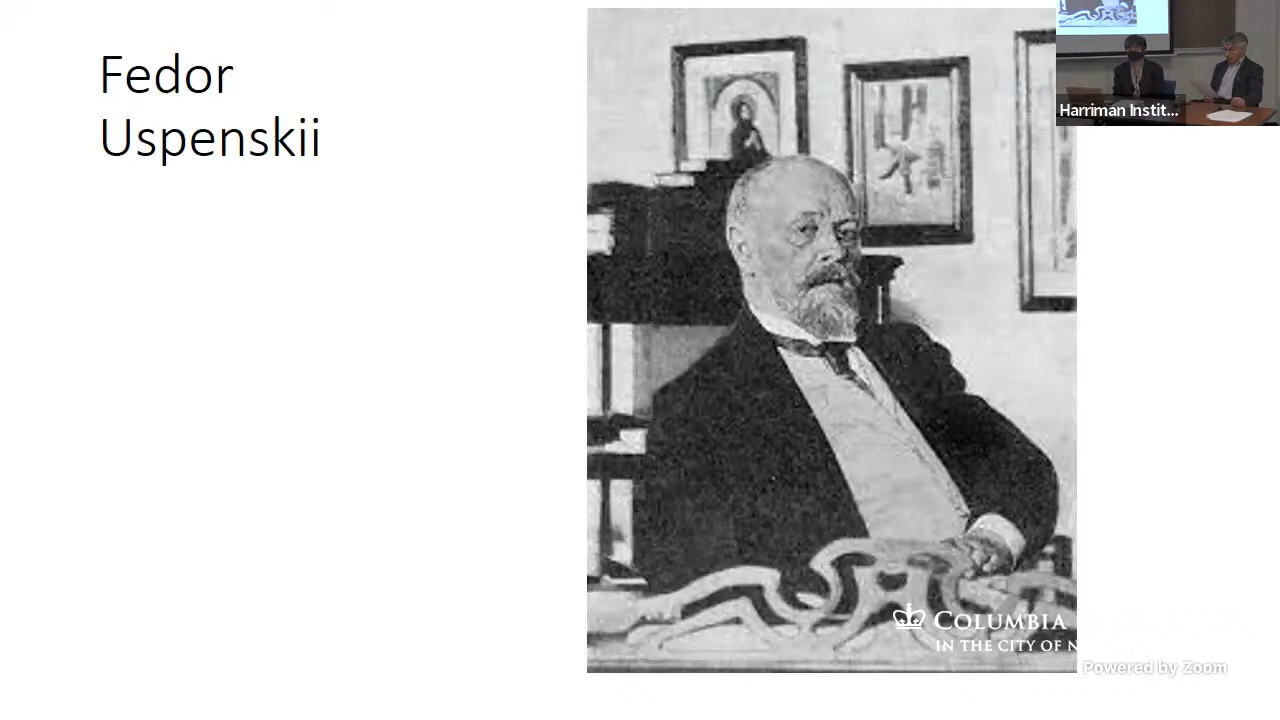 Fedor
Uspenskii
Harriman Instit...
COLUMBIA
IN THE CITY OF N
Powered by Zoom